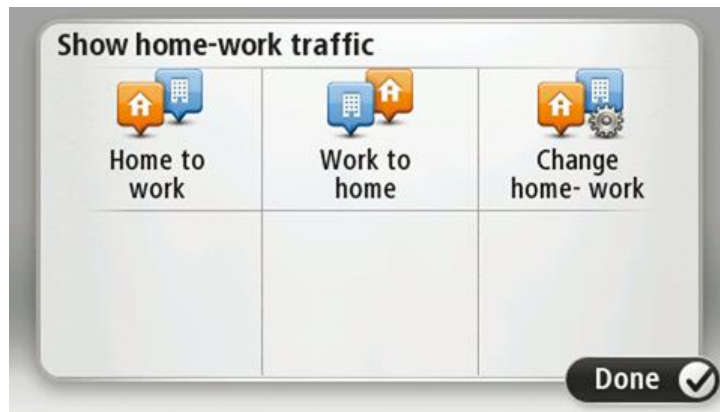 Show home-work traffic
Home to
work
Work to
home
Change
home- work
Done